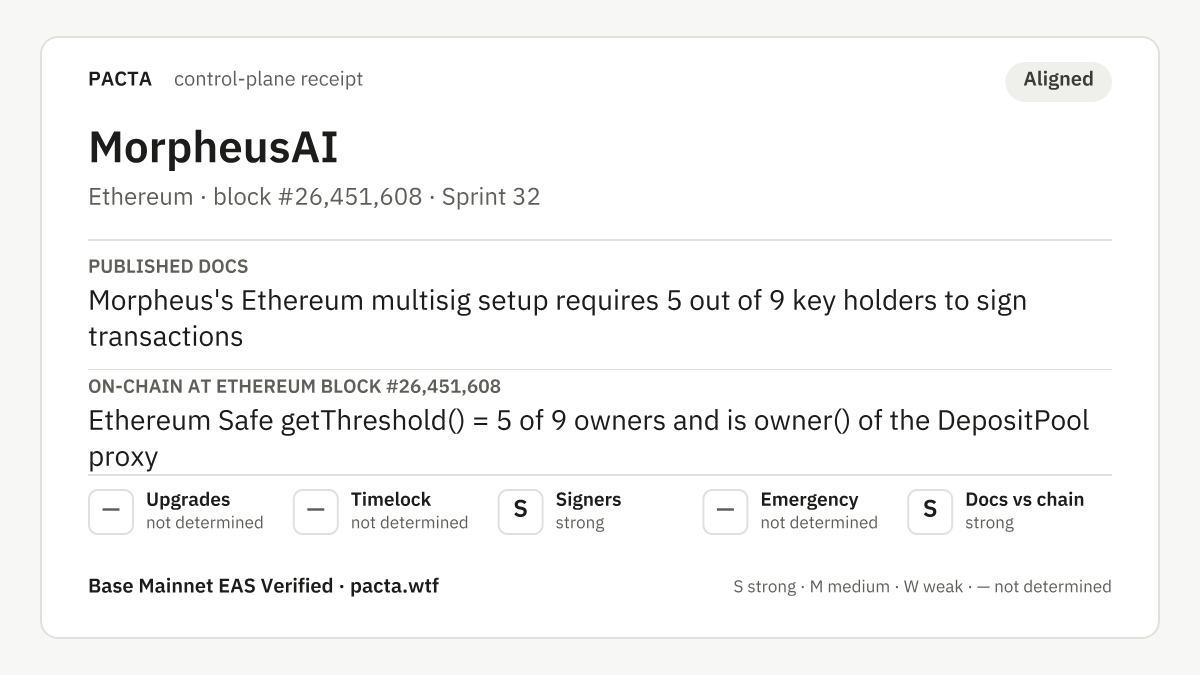 PACTA control-plane receipt
Aligned
MorpheusAI
Ethereum · block #26,451,608 · Sprint 32
PUBLISHED DOCS
Morpheus's Ethereum multisig setup requires 5 out of 9 key holders to sign
transactions
ON-CHAIN AT ETHEREUM BLOCK #26,451,608
Ethereum Safe getThreshold() = 5 of 9 owners and is owner() of the DepositPool
proxy
— Upgrades
not determined
— Timelock
not determined
S Signers
strong
— Emergency
not determined
S Docs vs chain
strong
Base Mainnet EAS Verified · pacta.wtf
S strong · M medium · W weak · — not determined